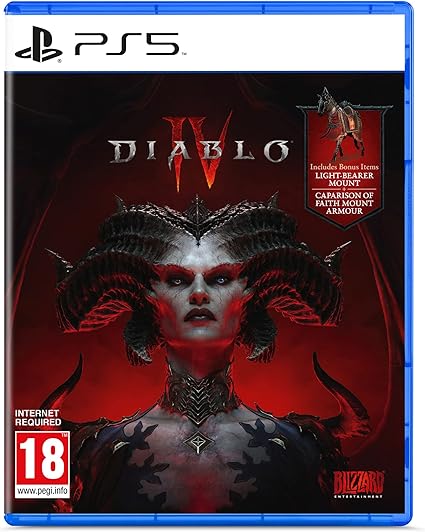 PS5
DIABLO
IV
Includes Bonus Items
LIGHT-BEARER
MOUNT
+
CAPARISON OF
FAITH MOUNT
ARMOUR
INTERNET
REQUIRED
18
www.pegi.info
BLIZZARD
ENTERTAINMENT